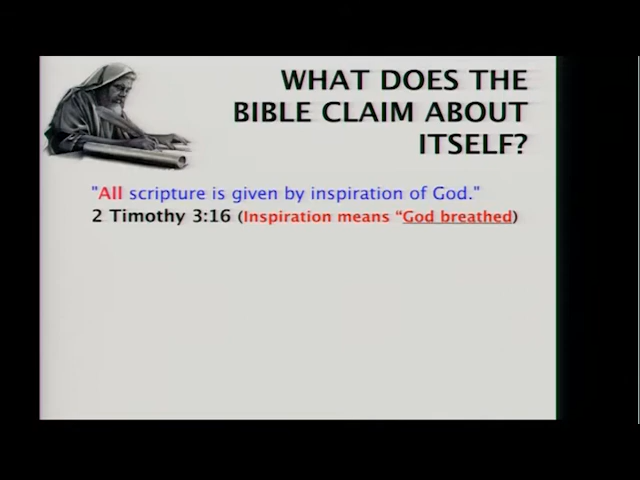 WHAT DOES THE
BIBLE CLAIM ABOUT
ITSELF?
"All scripture is given by inspiration of God."
2 Timothy 3:16 (Inspiration means “God breathed)